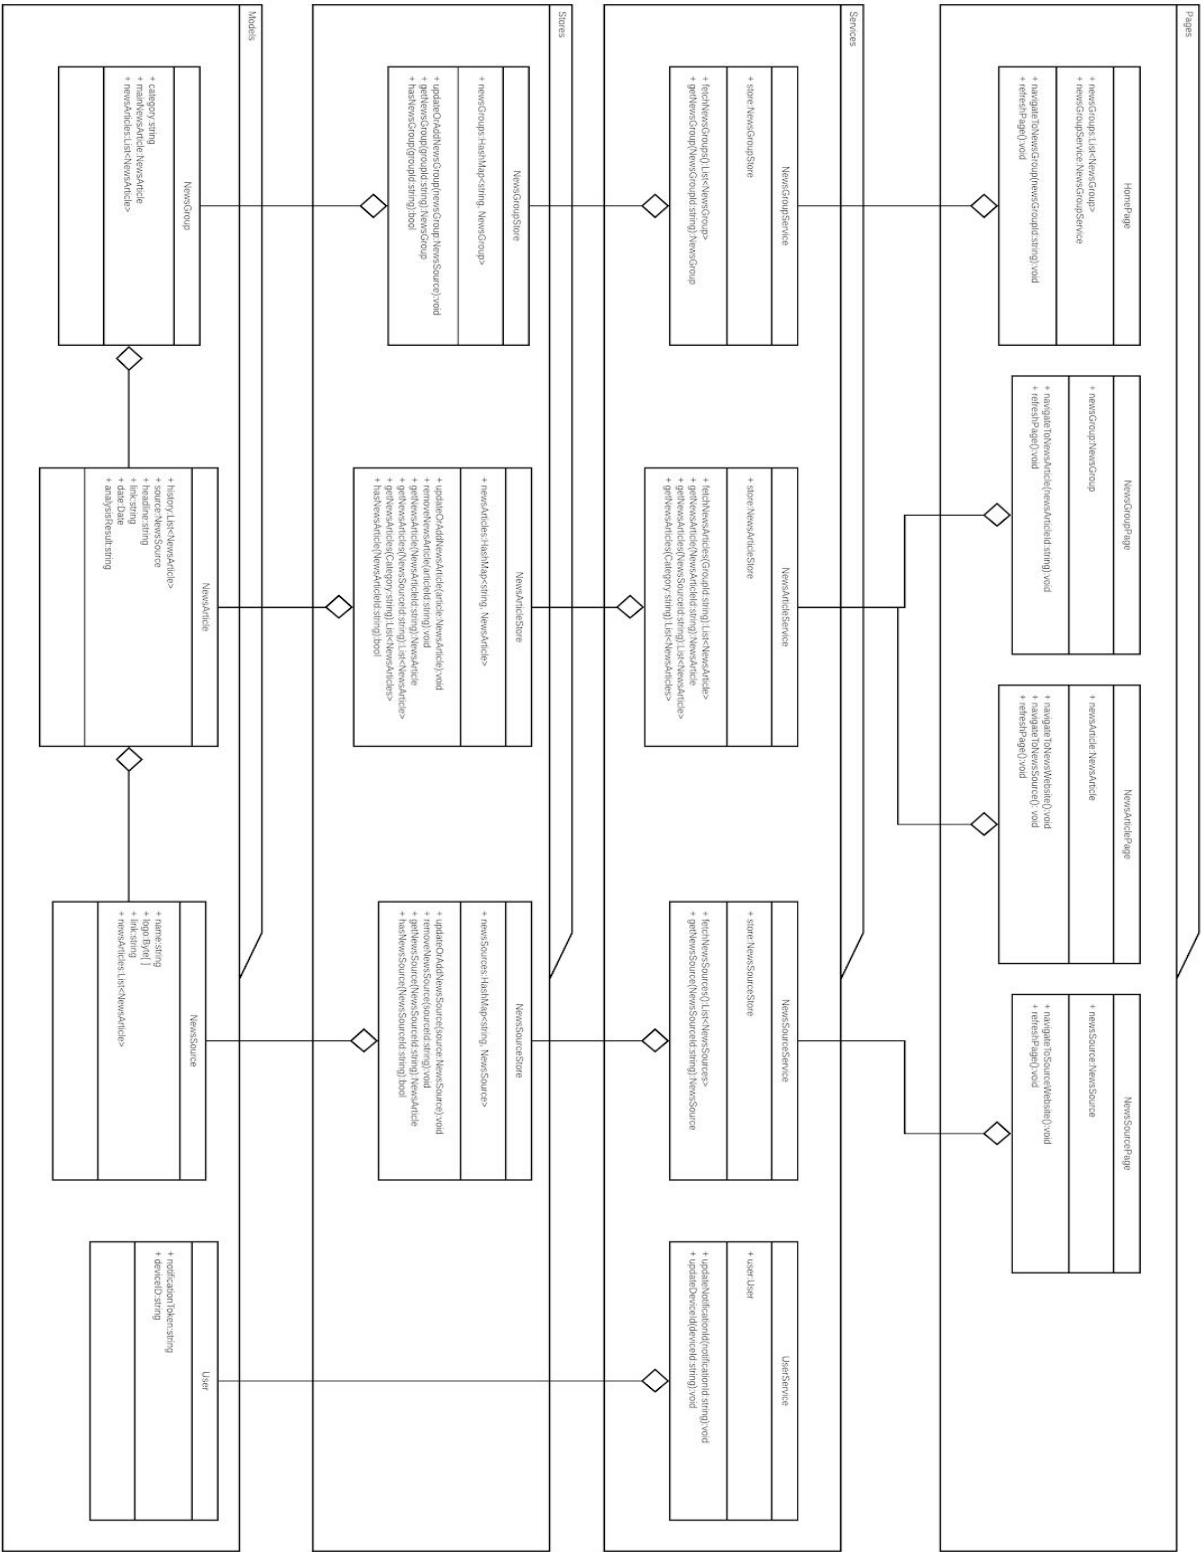 Pages
HomePage
+ newsGroups:List<NewsGroup>
+ newsGroupService:NewsGroupService
+ navigateToNewsGroup(newsGroupId:string):void
+ refreshPage():void
NewsGroupPage
+ newsGroup:NewsGroup
+ navigateToNewsArticle(newsArticleId:string):void
+ refreshPage():void
NewsArticlePage
+ newsArticle:NewsArticle
+ navigateToNewsWebsite():void
+ navigateToNewsSource(): void
+ refreshPage():void
NewsSourcePage
+ newsSource:NewsSource
+ navigateToSourceWebsite():void
+ refreshPage():void
Services
NewsGroupService
+ store:NewsGroupStore
+ fetchNewsGroups():List<NewsGroup>
+ getNewsGroup(NewsGroupId:string):NewsGroup
NewsArticleService
+ store:NewsArticleStore
+ fetchNewsArticles(GroupId:string):List<NewsArticle>
+ getNewsArticle(NewsArticleId:string):NewsArticle
+ getNewsArticles(NewsSourceId:string):List<NewsArticle>
+ getNewsArticles(Category:string):List<NewsArticles>
NewsSourceService
+ store:NewsSourceStore
+ fetchNewsSources():List<NewsSources>
+ getNewsSource(NewsSourceId:string):NewsSource
UserService
+ user:User
+ updateNotificationId(notificationId:string):void
+ updateDeviceId(deviceId:string):void
Stores
NewsGroupStore
+ newsGroups:HashMap<string, NewsGroup>
+ updateOrAddNewsGroup(newsGroup:NewsSource):void
+ getNewsGroup(groupId:string):NewsGroup
+ hasNewsGroup(groupId:string):bool
NewsArticleStore
+ newsArticles:HashMap<string, NewsArticle>
+ updateOrAddNewsArticle(article:NewsArticle):void
+ removeNewsArticle(articleId:string):void
+ getNewsArticle(NewsArticleId:string):NewsArticle
+ getNewsArticles(NewsSourceId:string):List<NewsArticle>
+ getNewsArticles(Category:string):List<NewsArticles>
+ hasNewsArticle(NewsArticleId:string):bool
NewsSourceStore
+ newsSources:HashMap<string, NewsSource>
+ updateOrAddNewsSource(source:NewsSource):void
+ removeNewsSource(sourceId:string):void
+ getNewsSource(NewsSourceId:string):NewsArticle
+ hasNewsSource(NewsSourceId:string):bool
Models
NewsGroup
+ category:string
+ mainNewsArticle:NewsArticle
+ newsArticles:List<NewsArticle>
NewsArticle
+ history:List<NewsArticle>
+ source:NewsSource
+ headline:string
+ link:string
+ date:Date
+ analysisResult:string
NewsSource
+ name:string
+ logo:Byte[ ]
+ link:string
+ newsArticles:List<NewsArticle>
User
+ notificationToken:string
+ deviceID:string